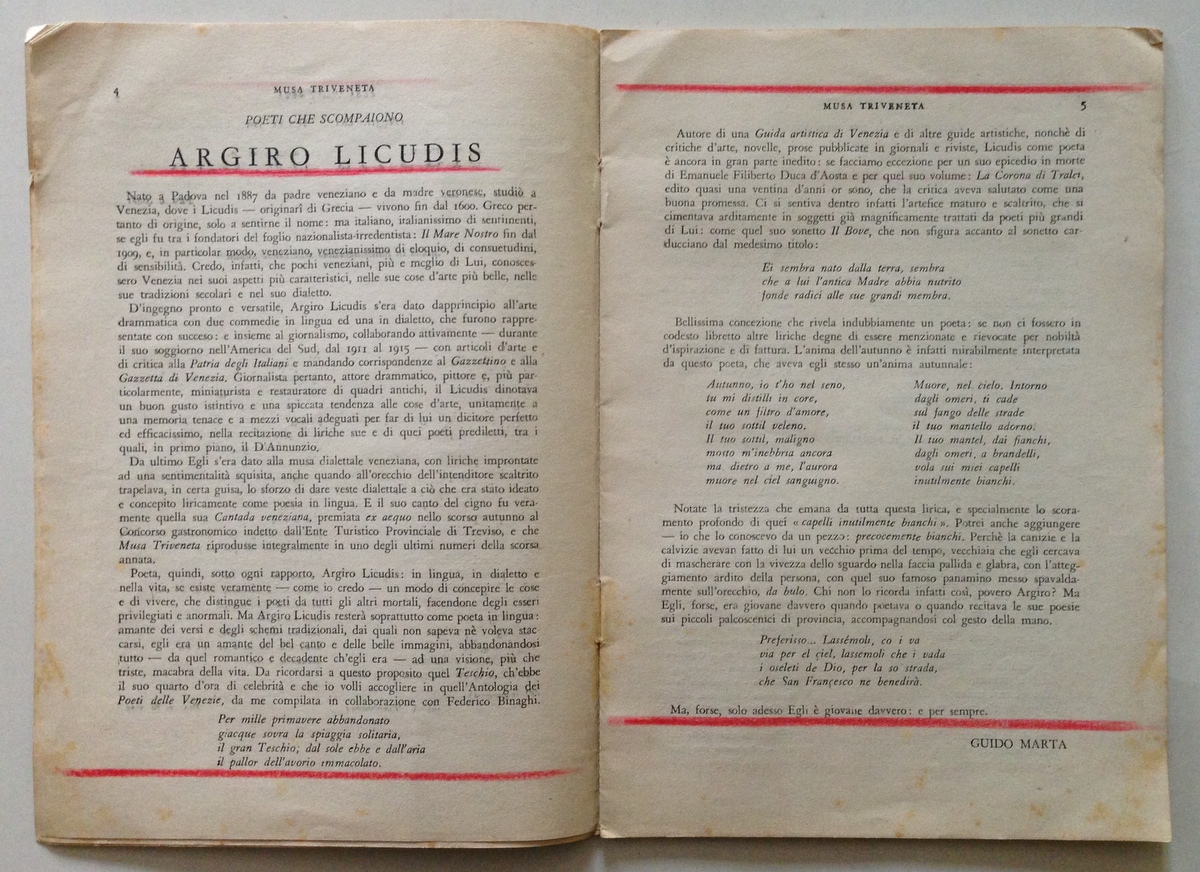 4
MUSA TRIVENETA
POETI CHE SCOMPAIONO
ARGIRO LICUDIS
Nato a Padova nel 1887 da padre veneziano e da madre veronese, studiò a
Venezia, dove i Licudis — originarî di Grecia — vivono fin dal 1600. Greco per-
tanto di origine, solo a sentirne il nome: ma italiano, italianissimo di sentimenti,
se egli fu tra i fondatori del foglio nazionalista-irredentista: Il Mare Nostro fin dal
1909, e, in particolar modo, veneziano, venezianissimo di eloquio, di consuetudini,
di sensibilità. Credo, infatti, che pochi veneziani, più e meglio di Lui, conosces-
sero Venezia nei suoi aspetti più caratteristici, nelle sue cose d'arte più belle, nelle
sue tradizioni secolari e nel suo dialetto.
D'ingegno pronto e versatile, Argiro Licudis s'era dato dapprincipio all'arte
drammatica con due commedie in lingua ed una in dialetto, che furono rappre-
sentate con succeso: e insieme al giornalismo, collaborando attivamente — durante
il suo soggiorno nell'America del Sud, dal 1911 al 1915 — con articoli d'arte e
di critica alla Patria degli Italiani e mandando corrispondenze al Gazzettino e alla
Gazzetta di Venezia. Giornalista pertanto, attore drammatico, pittore e, più par-
ticolarmente, miniaturista e restauratore di quadri antichi, il Licudis dinotava
un buon gusto istintivo e una spiccata tendenza alle cose d'arte, unitamente a
una memoria tenace e a mezzi vocali adeguati per far di lui un dicitore perfetto
ed efficacissimo, nella recitazione di liriche sue e di quei poeti prediletti, tra i
quali, in primo piano, il D'Annunzio.
Da ultimo Egli s'era dato alla musa dialettale veneziana, con liriche improntate
ad una sentimentalità squisita, anche quando all'orecchio dell'intenditore scaltrito
trapelava, in certa guisa, lo sforzo di dare veste dialettale a ciò che era stato ideato
e concepito liricamente come poesia in lingua. E il suo canto del cigno fu vera-
mente quella sua Cantada veneziana, premiata ex aequo nello scorso autunno al
Concorso gastronomico indetto dall'Ente Turistico Provinciale di Treviso, e che
Musa Triveneta riprodusse integralmente in uno degli ultimi numeri della scorsa
annata.
Poeta, quindi, sotto ogni rapporto, Argiro Licudis: in lingua, in dialetto e
nella vita, se esiste veramente — come io credo — un modo di concepire le cose
e di vivere, che distingue i poeti da tutti gli altri mortali, facendone degli esseri
privilegiati e anormali. Ma Argiro Licudis resterà soprattutto come poeta in lingua:
amante dei versi e degli schemi tradizionali, dai quali non sapeva nè voleva stac
carsi, egli era un amante del bel canto e delle belle immagini, abbandonandosi
tutto — da quel romantico e decadente ch'egli era — ad una visione, più che
triste, macabra della vita. Da ricordarsi a questo proposito quel Teschio, ch'ebbe
il suo quarto d'ora di celebrità e che io volli accogliere in quell'Antologia dei
Poeti delle Venezie, da me compilata in collaborazione con Federico Binaghi.
Per mille primavere abbandonato
giacque sovra la spiaggia solitaria,
il gran Teschio; dal sole ebbe e dall'aria
il pallor dell'avorio immacolato.
MUSA TRIVENETA
5
Autore di una Guida artistica di Venezia e di altre guide artistiche, nonchè di
critiche d'arte, novelle, prose pubblicate in giornali e riviste, Licudis come poeta
è ancora in gran parte inedito: se facciamo eccezione per un suo epicedio in morte
di Emanuele Filiberto Duca d'Aosta e per quel suo volume: La Corona di Tralci,
edito quasi una ventina d'anni or sono, che la critica aveva salutato come una
buona promessa. Ci si sentiva dentro infatti l'artefice maturo e scaltrito, che si
cimentava arditamente in soggetti già magnificamente trattati da poeti più grandi
di Lui: come quel suo sonetto Il Bove, che non sfigura accanto al sonetto car-
ducciano dal medesimo titolo:
Ei sembra nato dalla terra, sembra
che a lui l'antica Madre abbia nutrito
fonde radici alle sue grandi membra.
Bellissima concezione che rivela indubbiamente un poeta: se non ci fossero in
codesto libretto altre liriche degne di essere menzionate e rievocate per nobiltà
d'ispirazione e di fattura. L'anima dell'autunno è infatti mirabilmente interpretata
da questo poeta, che aveva egli stesso un'anima autunnale:
Autunno, io t'ho nel seno,
tu mi distilli in core,
come un filtro d'amore,
il tuo sottil veleno.
Il tuo sottil, maligno
mosto m'inebbria ancora
ma dietro a me, l'aurora
muore nel ciel sanguigno.
Muore, nel cielo. Intorno
dagli omeri, ti cade
sul fango delle strade
il tuo mantello adorno.
Il tuo mantel, dai fianchi,
dagli omeri, a brandelli,
vola sui miei capelli
inutilmente bianchi.
Notate la tristezza che emana da tutta questa lirica, e specialmente lo scora-
mento profondo di quei « capelli inutilmente bianchi ». Potrei anche aggiungere
— io che lo conoscevo da un pezzo: precocemente bianchi. Perchè la canizie e la
calvizie avevan fatto di lui un vecchio prima del tempo, vecchiaia che egli cercava
di mascherare con la vivezza dello sguardo nella faccia pallida e glabra, con l'atteg-
giamento ardito della persona, con quel suo famoso panamino messo spavalda-
mente sull'orecchio, da bulo. Chi non lo ricorda infatti così, povero Argiro? Ma
Egli, forse, era giovane davvero quando poetava o quando recitava le sue poesie
sui piccoli palcoscenici di provincia, accompagnandosi col gesto della mano.
Preferisso... Lassémoli, co i va
via per el ciel, lassemoli che i vada
i oseleti de Dio, per la so strada,
che San Françesco ne benedirà.
Ma, forse, solo adesso Egli è giovane davvero: e per sempre.
GUIDO MARTA